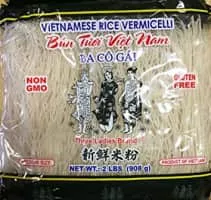 VIETNAMESE RICE VERMICELLI
Bún Tươi Việt Nam
BA CÔ GÁI
NON
GMO
GLUTEN
FREE
Three Ladies Brand
新鮮米粉
PRODUCT OF VIETNAM
NET WT: 2 LBS (908 g)